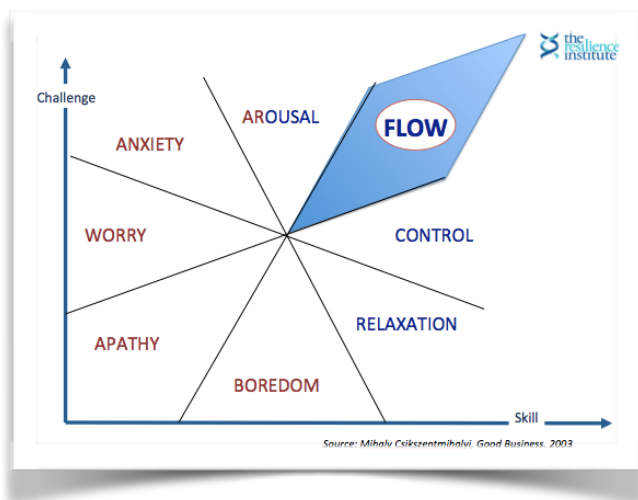 the
resilience
institute
Challenge
AROUSAL
FLOW
ANXIETY
WORRY
CONTROL
RELAXATION
APATHY
BOREDOM
Skill
Source: Mihaly Csikszentmihalyi, Good Business, 2003